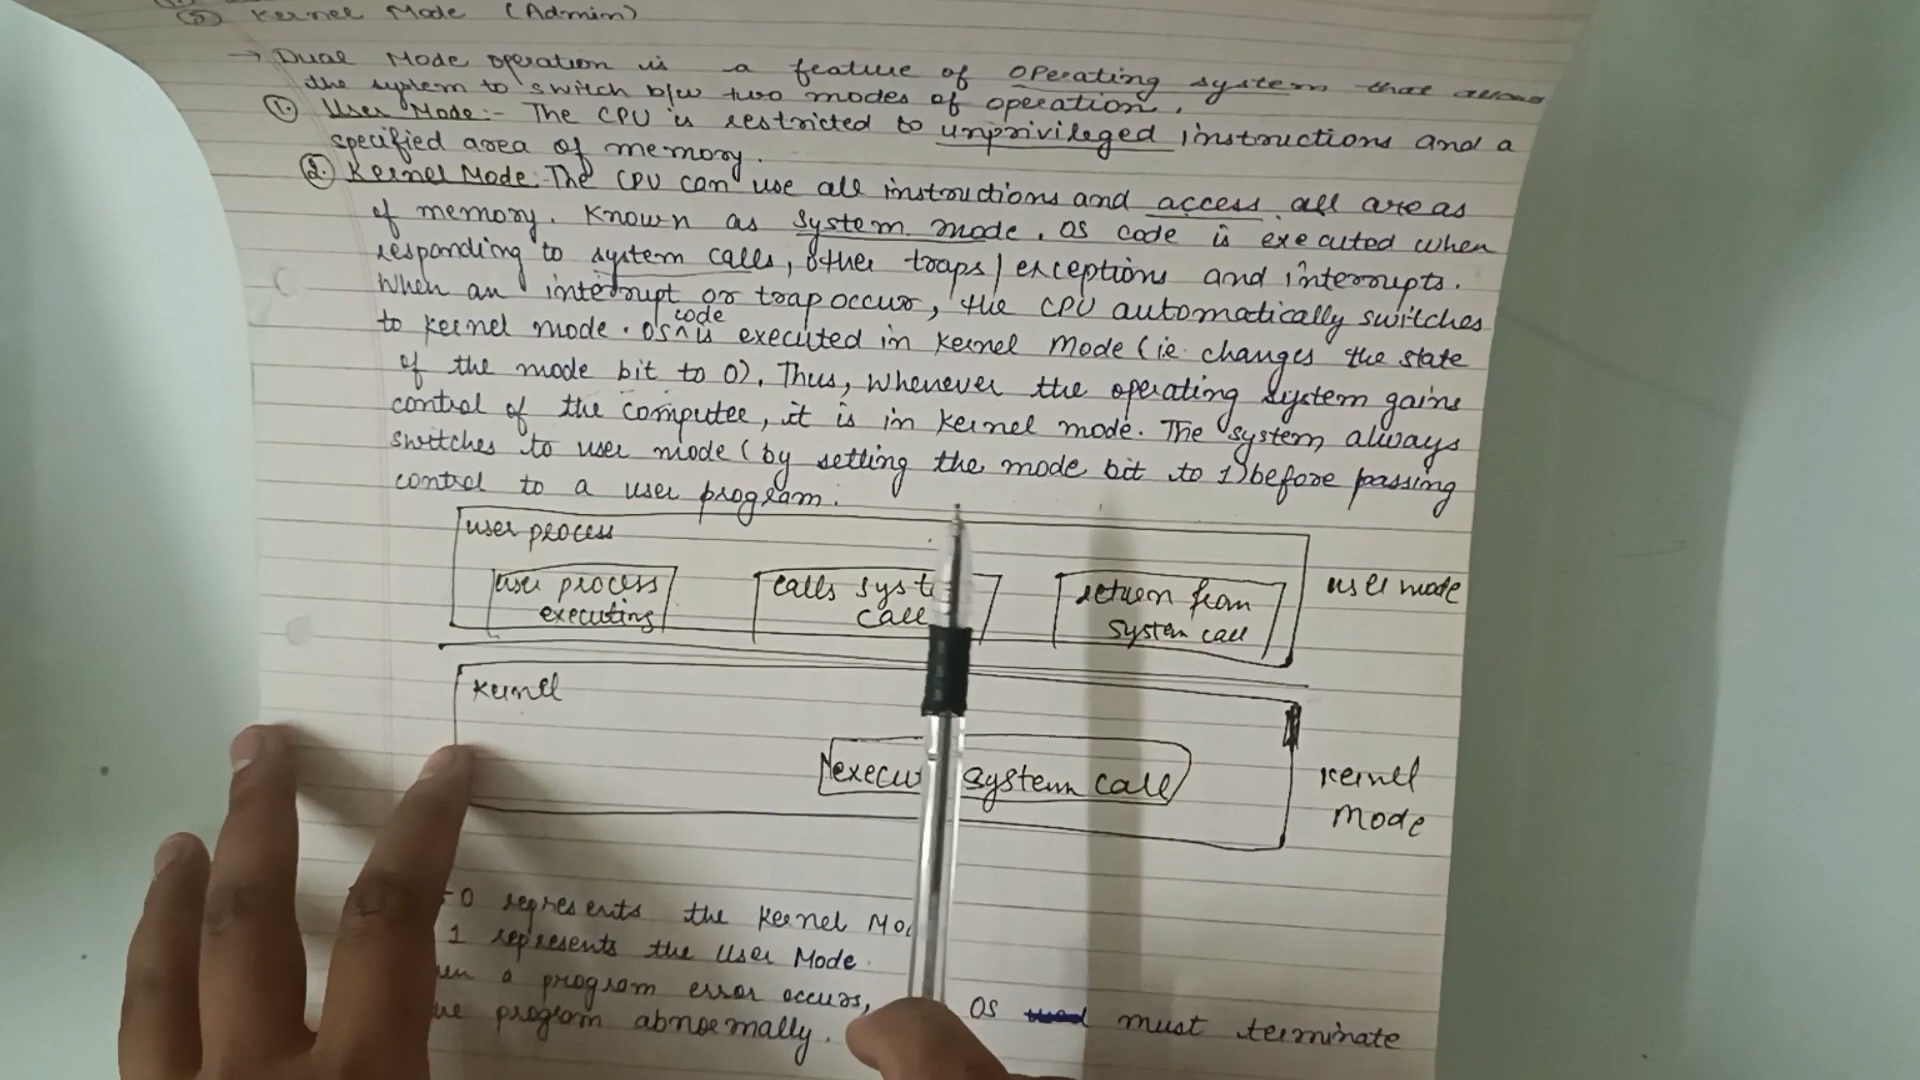 (5) Kernel Mode (Admin)
→ Dual Mode operation is a feature of operating system that allows
the system to switch b/w two modes of operation.
① User Mode:- The CPU is restricted to unprivileged instructions and a
specified area of memory.
② Kernel Mode:- The CPU can use all instructions and access all areas
of memory. Known as system mode. OS code is executed when
responding to system calls, other traps/exceptions and interrupts.
When an interrupt or trap occur, the CPU automatically switches
to kernel mode. OS ^ code is executed in kernel mode (ie. changes the state
of the mode bit to 0). Thus, whenever the operating system gains
control of the computer, it is in kernel mode. The system always
switches to user mode (by setting the mode bit to 1) before passing
control to a user program.
user process
user process
executing
calls
call
return from
system call
user mode
kernel
system call
kernel
mode
0 represents the Kernel
1 represents the User Mode.
a program error occurs, OS must terminate
program abnormally.